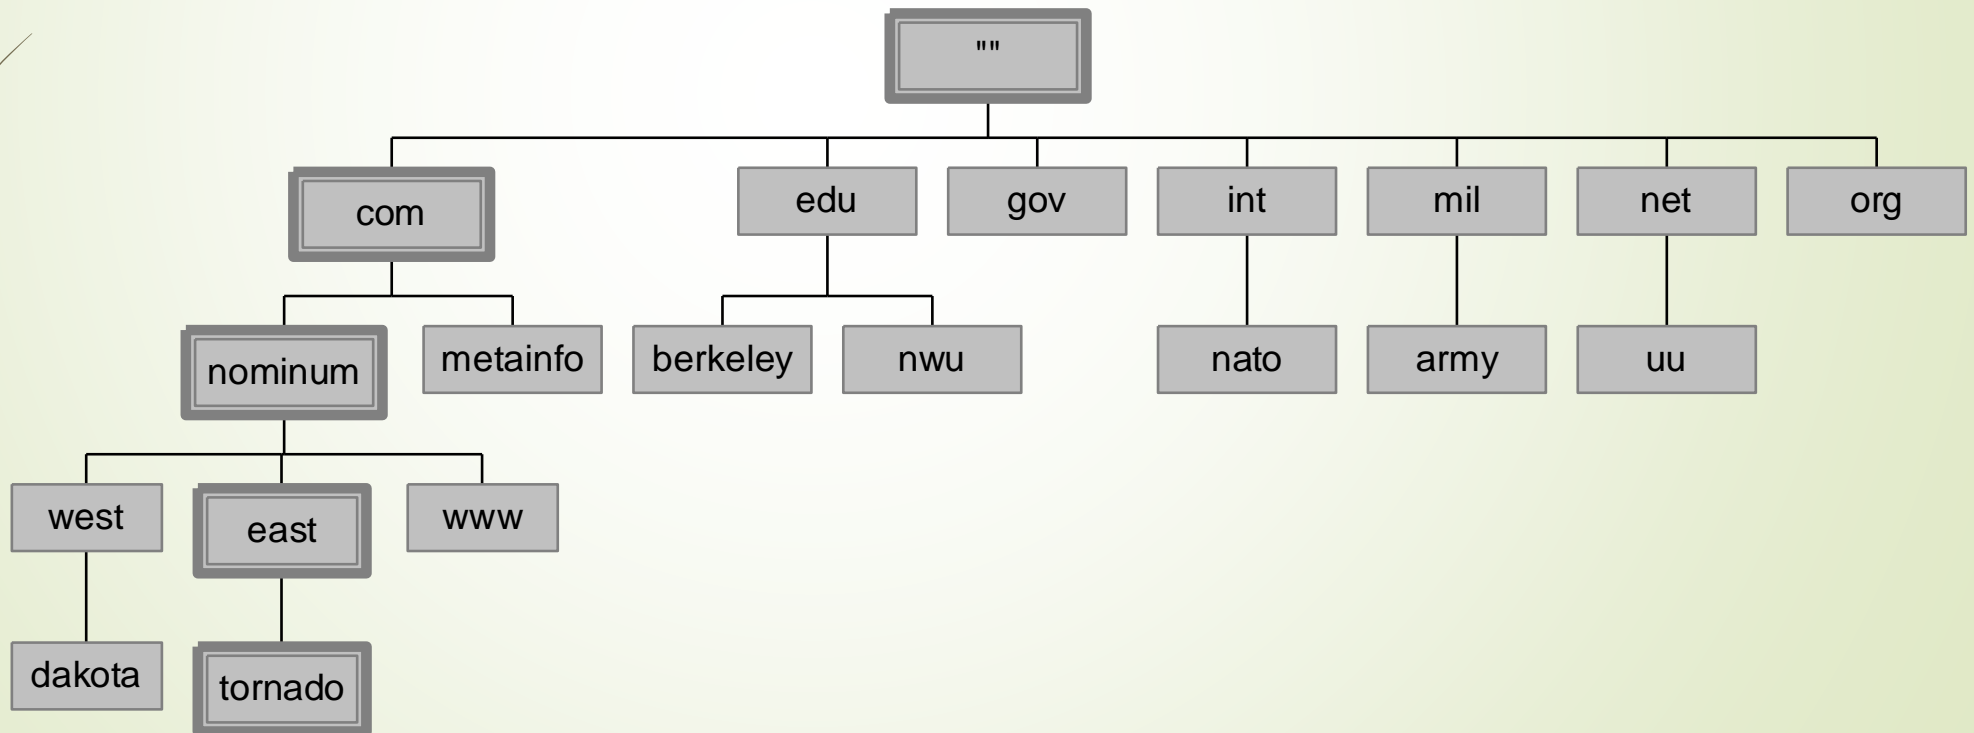 ""
com
edu
gov
int
mil
net
org
nominum
metainfo
berkeley
nwu
nato
army
uu
west
east
www
dakota
tornado